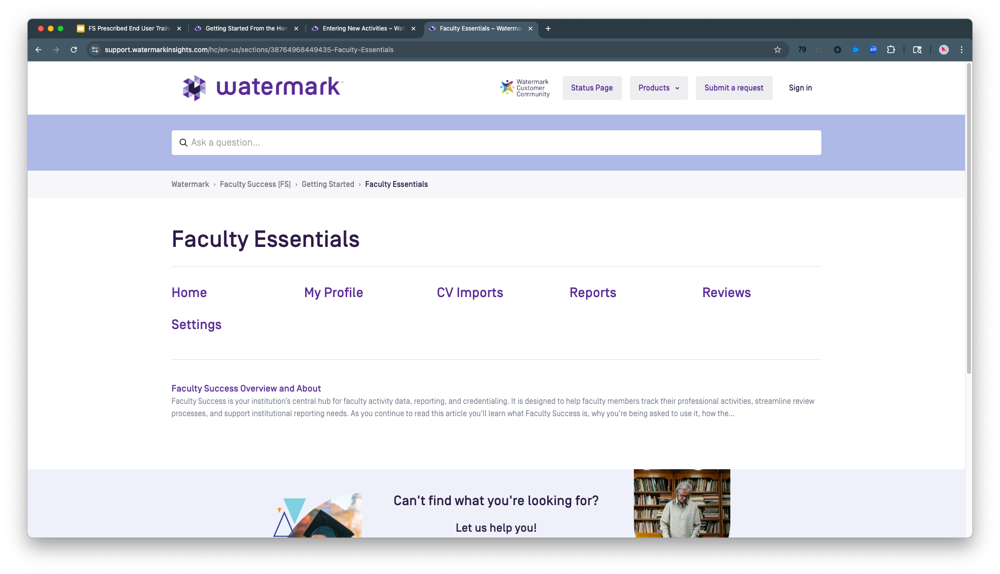 FS Prescribed End User Traini
Getting Started From the Hom
Entering New Activities – Wat
Faculty Essentials – Waterma
support.watermarkinsights.com/hc/en-us/sections/38764968449435-Faculty-Essentials
79
zm
watermark™
Watermark
Customer
Community
Status Page
Products
Submit a request
Sign in
Ask a question...
Watermark › Faculty Success (FS) › Getting Started › Faculty Essentials
Faculty Essentials
Home My Profile CV Imports Reports Reviews
Settings
Faculty Success Overview and About
Faculty Success is your institution’s central hub for faculty activity data, reporting, and credentialing. It is designed to help faculty members track their professional activities, streamline review
processes, and support institutional reporting needs. As you continue to read this article you'll learn what Faculty Success is, why you’re being asked to use it, how the...
Can't find what you're looking for?
Let us help you!